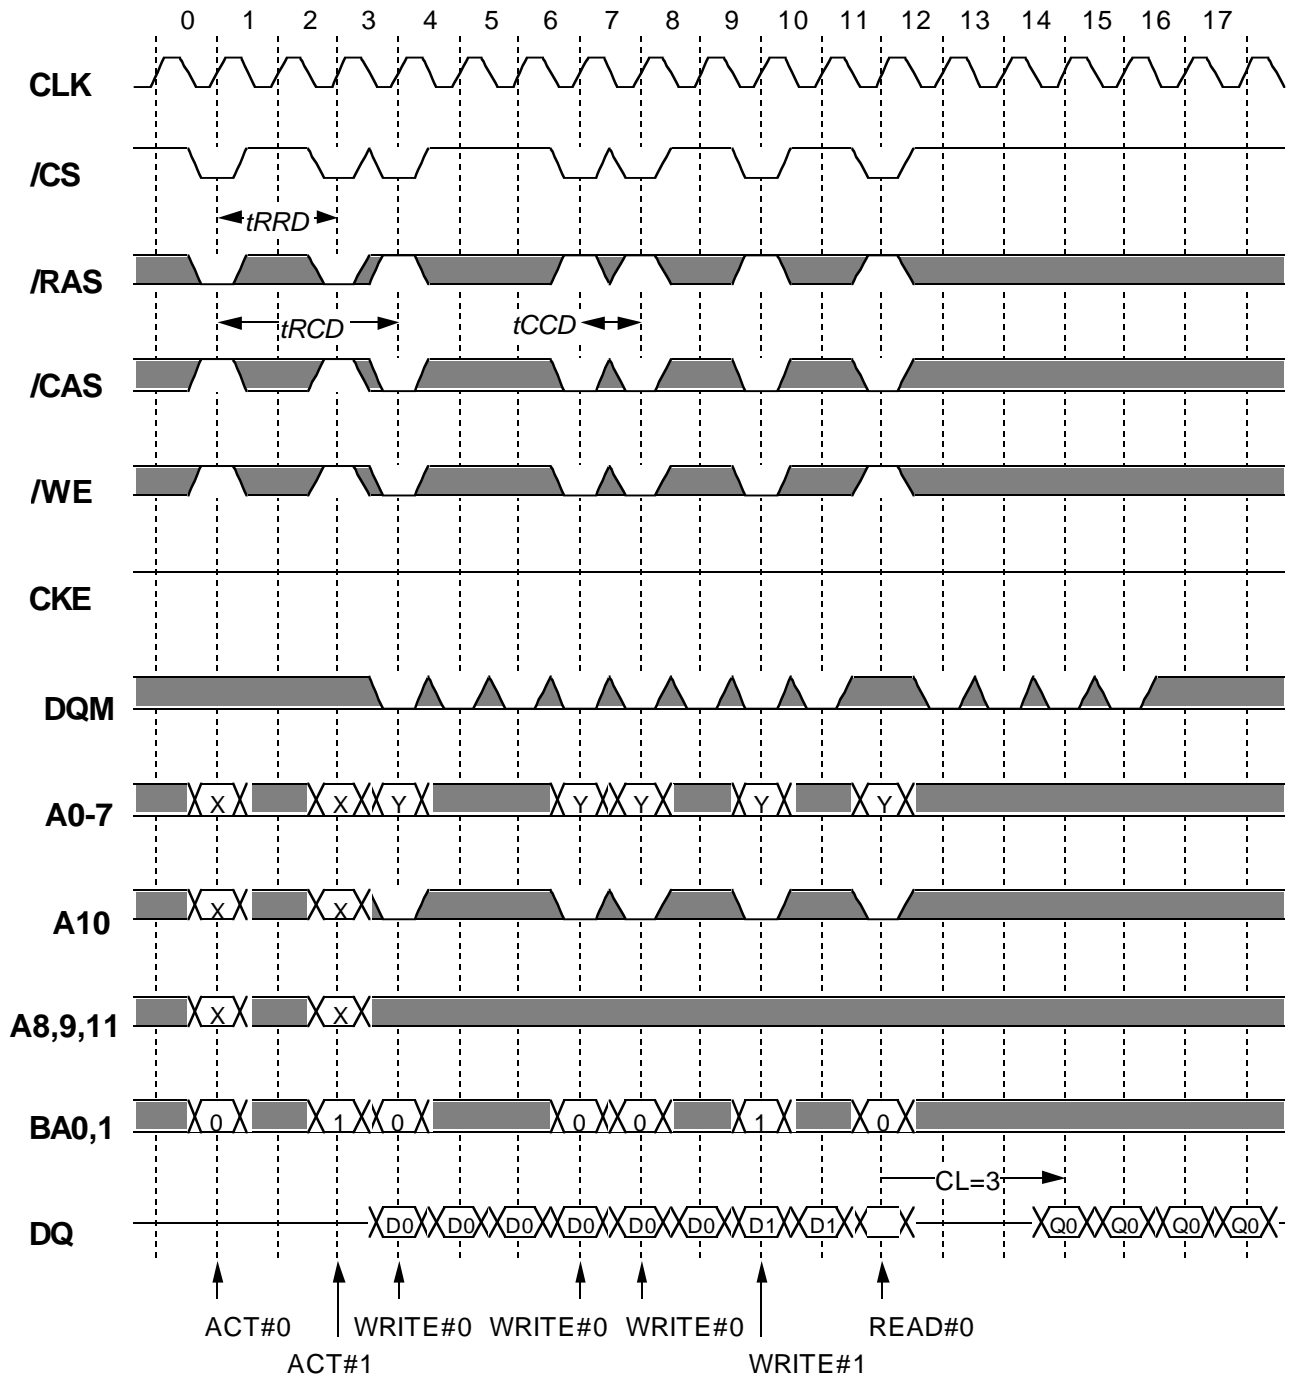 0 1 2 3 4 5 6 7 8 9 10 11 12 13 14 15 16 17
CLK
/CS
tRRD
/RAS
tRCD tCCD
/CAS
/WE
CKE
DQM
A0-7 X X Y Y Y Y Y
A10 X X
A8,9,11 X X
BA0,1 0 1 0 0 0 1 0
CL=3
DQ D0 D0 D0 D0 D0 D0 D1 D1 Q0 Q0 Q0 Q0
ACT#0 WRITE#0 WRITE#0 WRITE#0 READ#0
ACT#1 WRITE#1